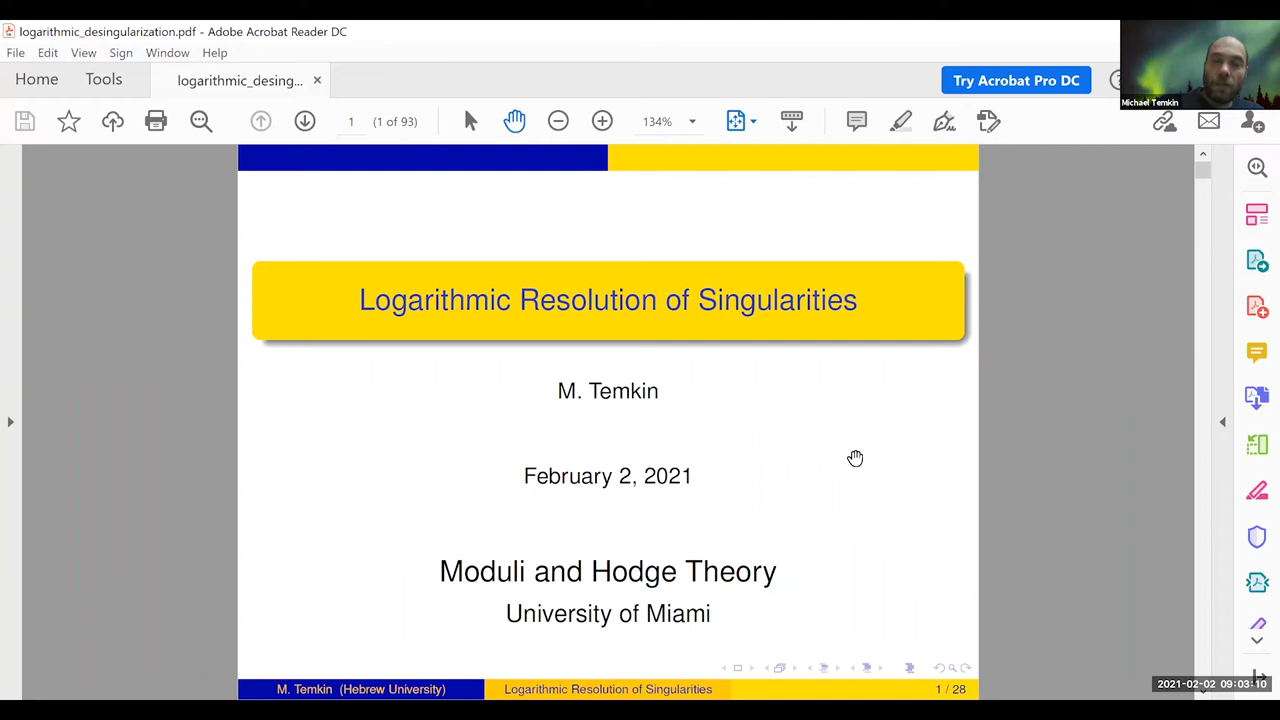 logarithmic_desingularization.pdf - Adobe Acrobat Reader DC
File Edit View Sign Window Help
Home Tools logarithmic_desing... Try Acrobat Pro DC
Michael Temkin
1 (1 of 93) 134%
Logarithmic Resolution of Singularities
M. Temkin
February 2, 2021
Moduli and Hodge Theory
University of Miami
M. Temkin (Hebrew University) Logarithmic Resolution of Singularities 1 / 28
2021-02-02 09:03:10